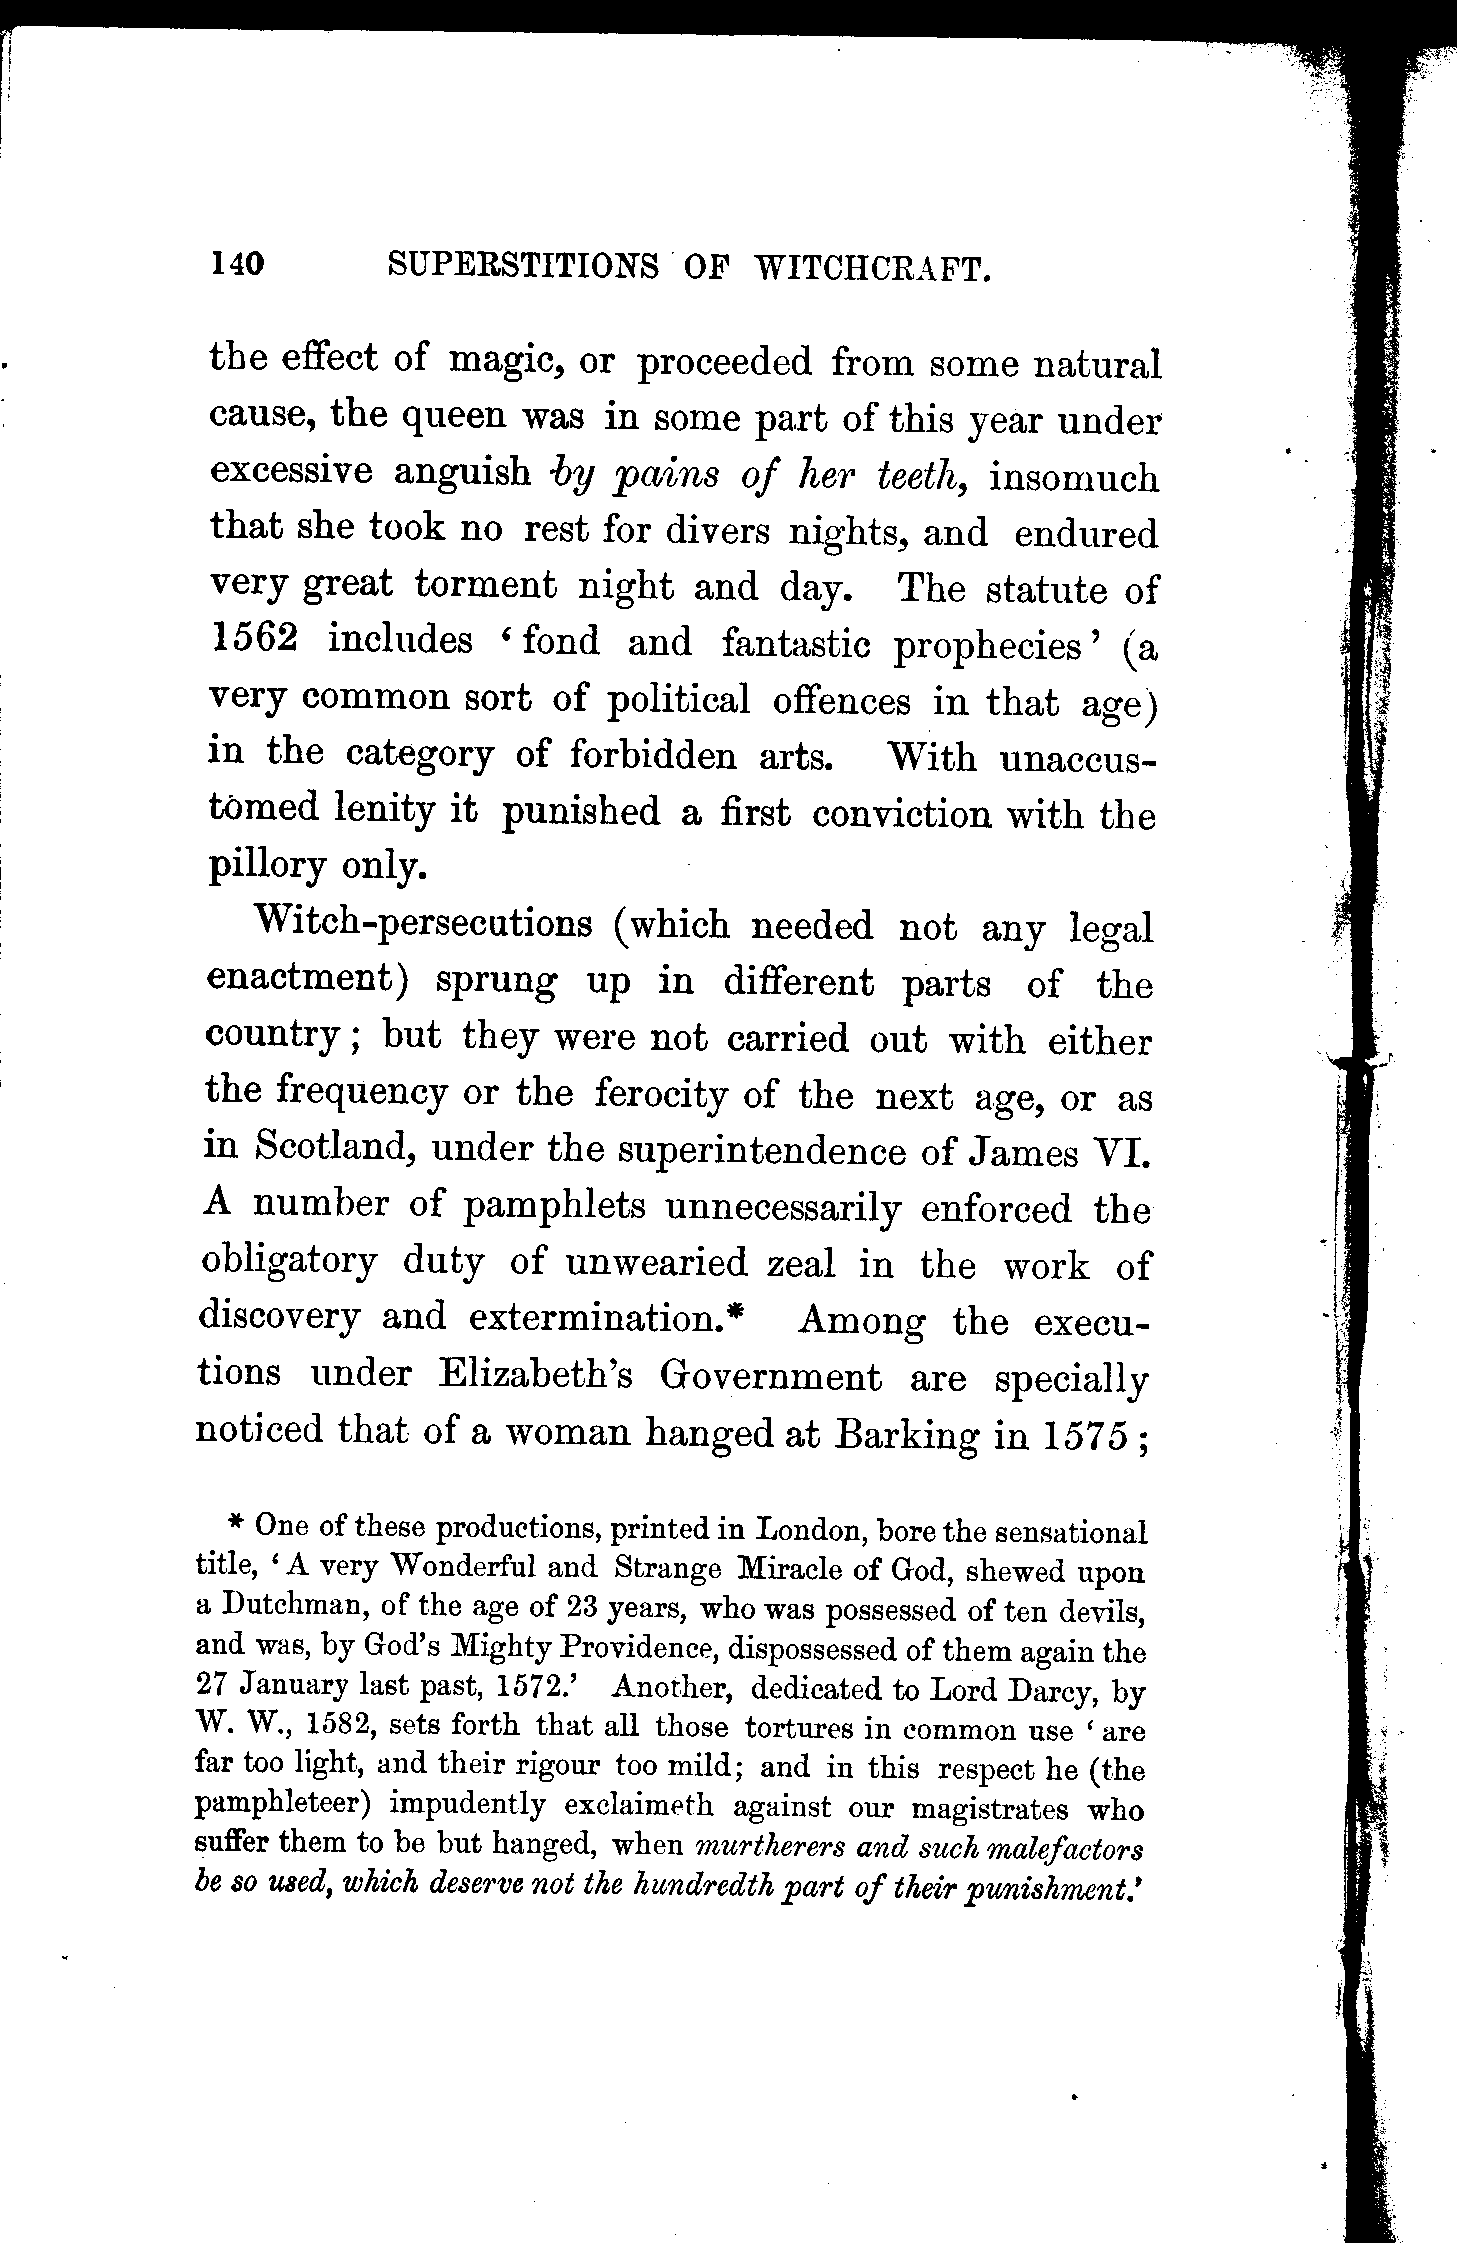 140 SUPERSTITIONS OF WITCHCRAFT.
the effect of magic, or proceeded from some natural
cause, the queen was in some part of this year under
excessive anguish by pains of her teeth, insomuch
that she took no rest for divers nights, and endured
very great torment night and day. The statute of
1562 includes ‘fond and fantastic prophecies’ (a
very common sort of political offences in that age)
in the category of forbidden arts. With unaccus-
tomed lenity it punished a first conviction with the
pillory only.
Witch-persecutions (which needed not any legal
enactment) sprung up in different parts of the
country; but they were not carried out with either
the frequency or the ferocity of the next age, or as
in Scotland, under the superintendence of James VI.
A number of pamphlets unnecessarily enforced the
obligatory duty of unwearied zeal in the work of
discovery and extermination.* Among the execu-
tions under Elizabeth’s Government are specially
noticed that of a woman hanged at Barking in 1575;
* One of these productions, printed in London, bore the sensational
title, ‘A very Wonderful and Strange Miracle of God, shewed upon
a Dutchman, of the age of 23 years, who was possessed of ten devils,
and was, by God’s Mighty Providence, dispossessed of them again the
27 January last past, 1572.’ Another, dedicated to Lord Darcy, by
W. W., 1582, sets forth that all those tortures in common use ‘are
far too light, and their rigour too mild; and in this respect he (the
pamphleteer) impudently exclaimeth against our magistrates who
suffer them to be but hanged, when murtherers and such malefactors
be so used, which deserve not the hundredth part of their punishment.’